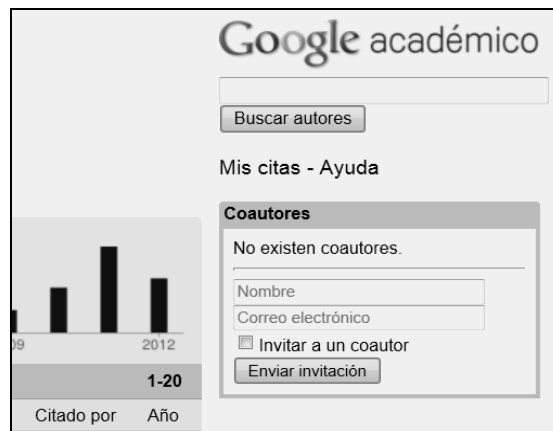 Google académico
Buscar autores
Mis citas - Ayuda
Coautores
No existen coautores.
Nombre
Correo electrónico
Invitar a un coautor
Enviar invitación
09 2012
1-20
Citado por Año